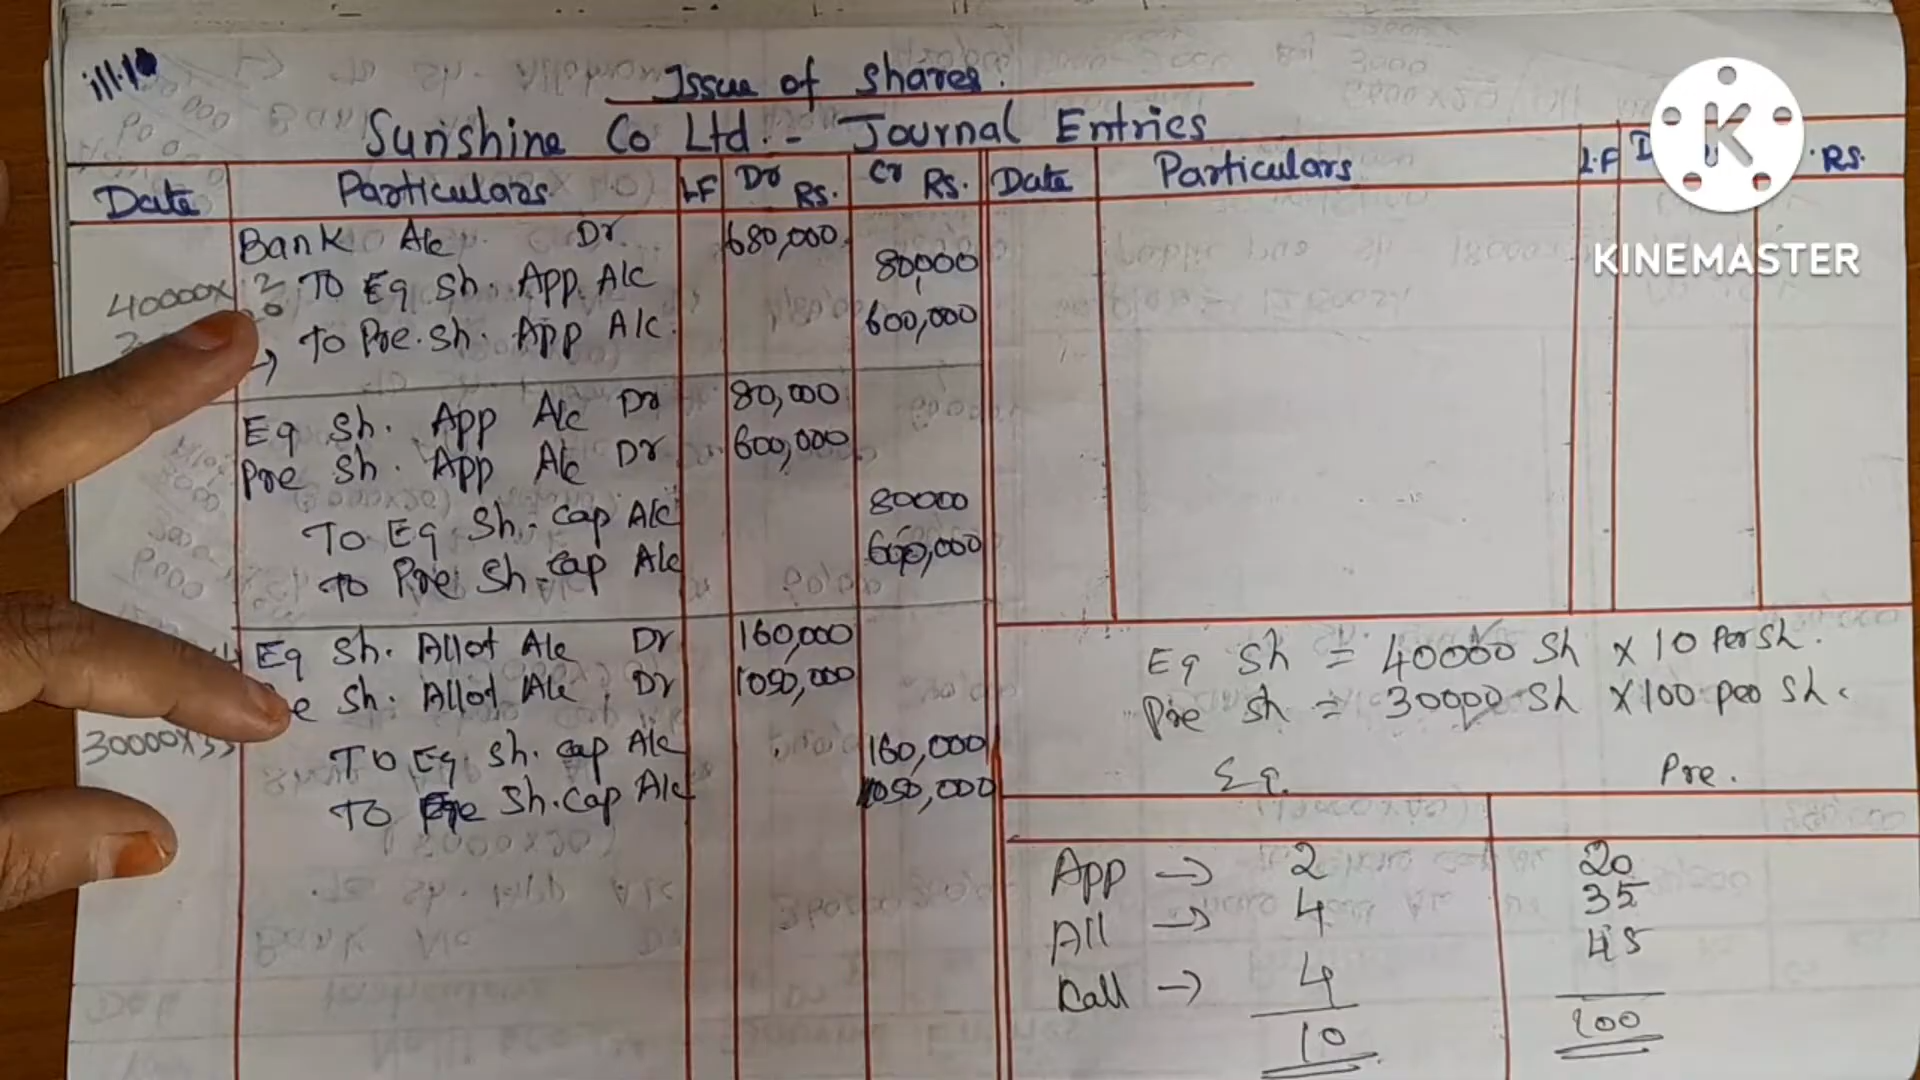 ill.10
Issue of shares.
Sunshine Co Ltd. - Journal Entries
Date Particulars LF Dr Rs. Cr Rs.
Bank A/c Dr. 680,000
40000x2 To Eq Sh. App A/c 80,000
→ To Pre. Sh. App A/c. 600,000
Eq Sh. App A/c Dr 80,000
Pre Sh. App A/c Dr 600,000
To Eq Sh. Cap A/c 80000
To Pre Sh. Cap A/c 600,000
Eq Sh. Allot A/c Dr 160,000
Sh. Allot A/c Dr 1050,000
30000x35
To Eq. Sh. Cap A/c 160,000
To Pre Sh. Cap A/c 1050,000
Date Particulars L.F Rs.
K
KINEMASTER
Eq Sh = 40000 Sh x 10 Per Sh.
Pre Sh = 30000 Sh x 100 per Sh.
Eq. Pre.
App → 2 20
All → 4 35
Call → 4 45
10 100